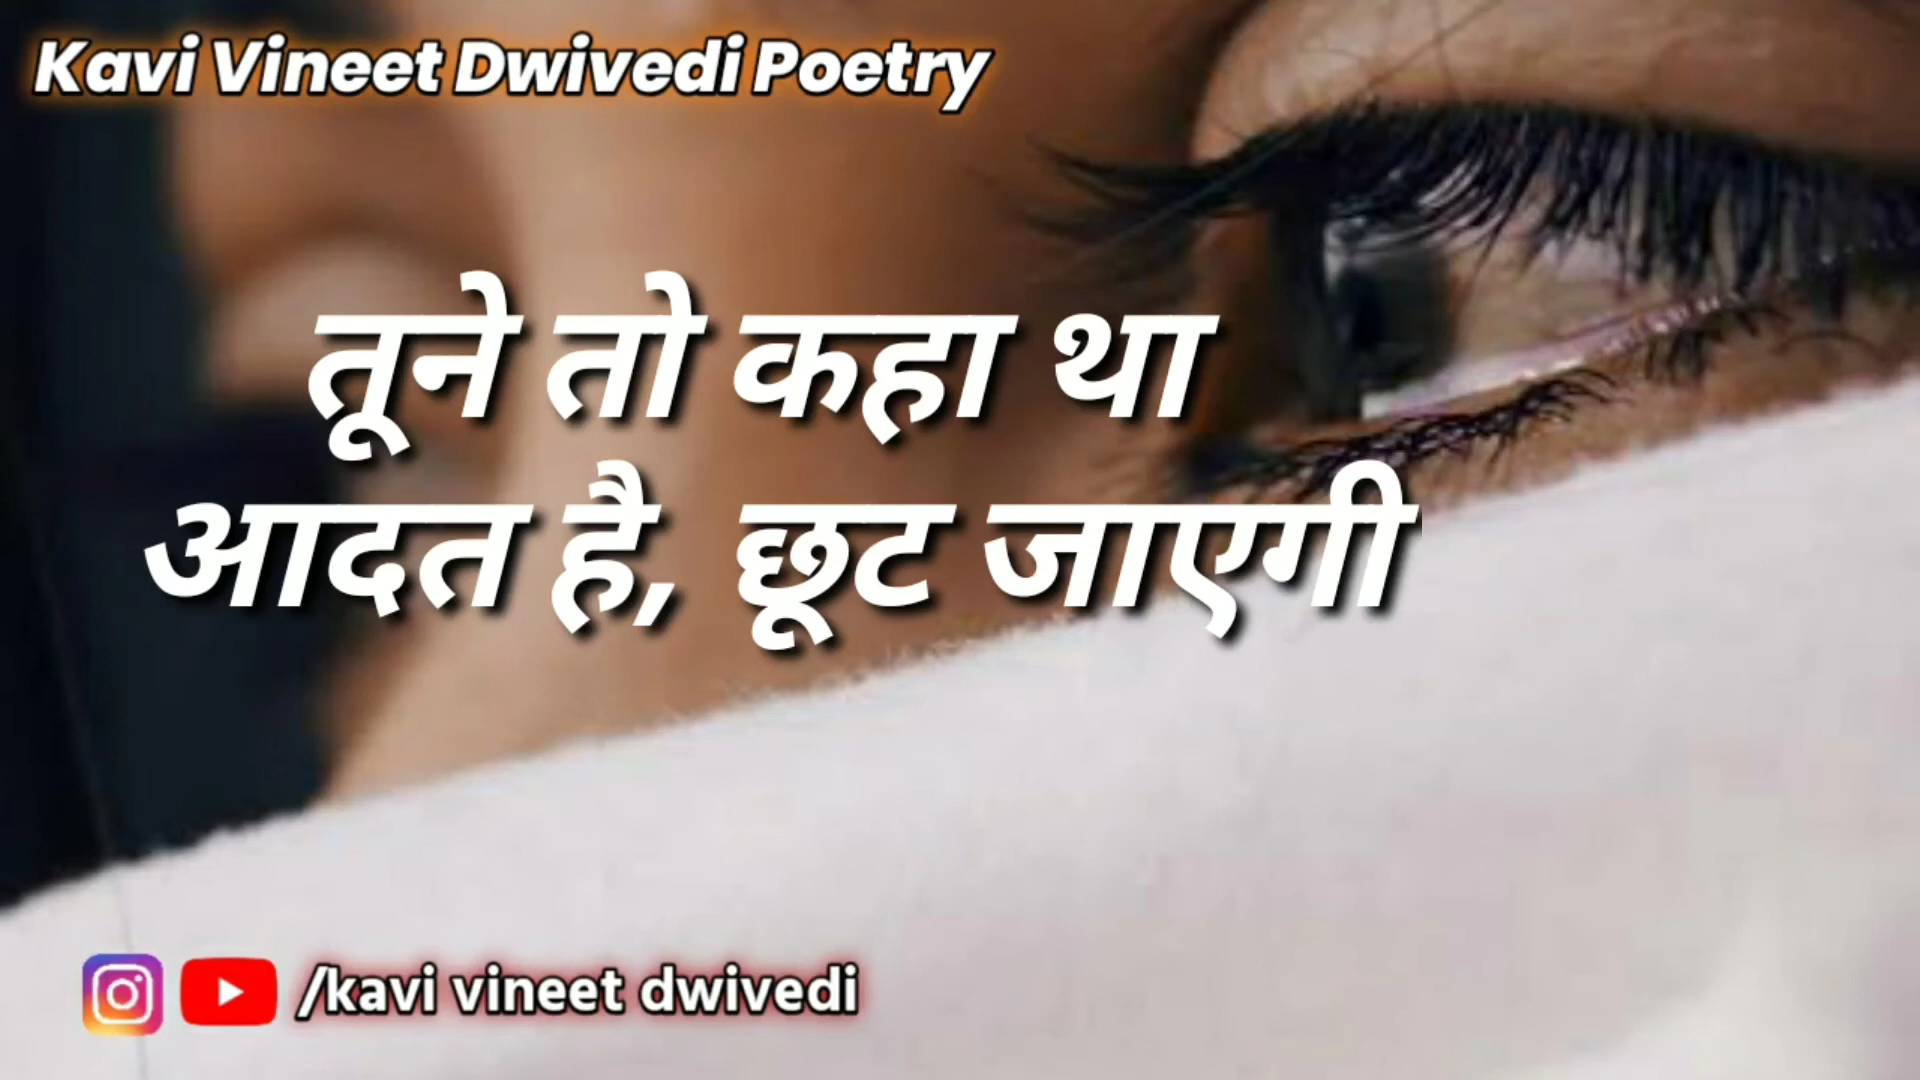 Kavi Vineet Dwivedi Poetry
तूने तो कहा था
आदत है, छूट जाएगी
/kavi vineet dwivedi